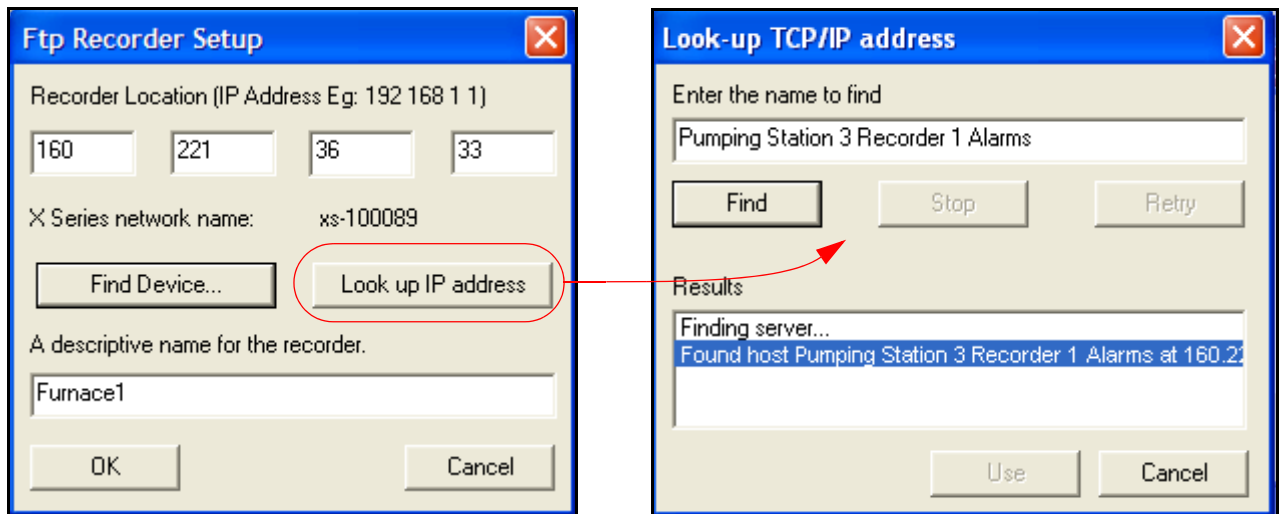 Ftp Recorder Setup
Recorder Location (IP Address Eg: 192 168 1 1)
160 221 36 33
X Series network name: xs-100089
Find Device... Look up IP address
A descriptive name for the recorder.
Furnace1
OK Cancel
Look-up TCP/IP address
Enter the name to find
Pumping Station 3 Recorder 1 Alarms
Find Stop Retry
Results
Finding server...
Found host Pumping Station 3 Recorder 1 Alarms at 160.22
Use Cancel